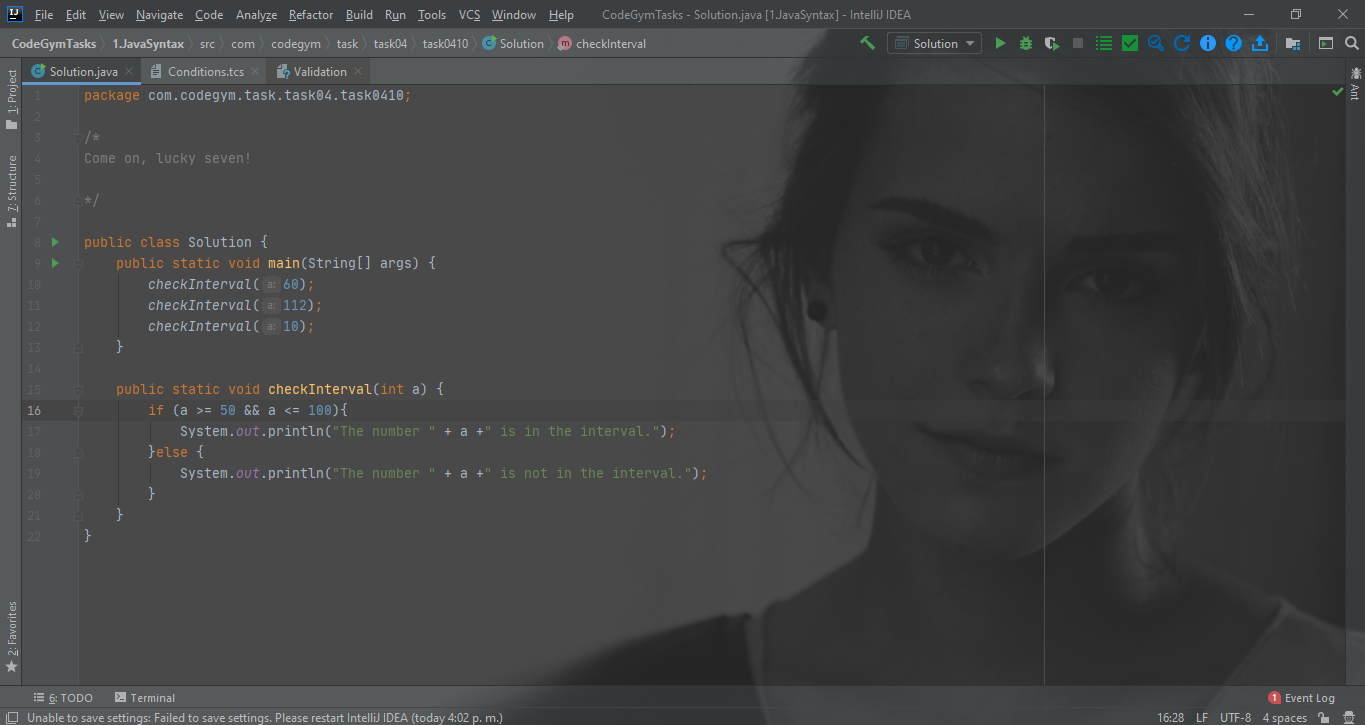 File Edit View Navigate Code Analyze Refactor Build Run Tools VCS Window Help CodeGymTasks - Solution.java [1.JavaSyntax] - IntelliJ IDEA
CodeGymTasks 1.JavaSyntax src com codegym task task04 task0410 Solution m checkInterval Solution
Solution.java Conditions.tcs Validation
1: Project
7: Structure
2: Favorites
Ant
1 package com.codegym.task.task04.task0410;
2
3 /*
4 Come on, lucky seven!
5
6 */
7
8 public class Solution {
9 public static void main(String[] args) {
10 checkInterval( a: 60);
11 checkInterval( a: 112);
12 checkInterval( a: 10);
13 }
14
15 public static void checkInterval(int a) {
16 if (a >= 50 && a <= 100){
17 System.out.println("The number " + a +" is in the interval.");
18 }else {
19 System.out.println("The number " + a +" is not in the interval.");
20 }
21 }
22 }
6: TODO Terminal 1 Event Log
Unable to save settings: Failed to save settings. Please restart IntelliJ IDEA (today 4:02 p. m.) 16:28 LF UTF-8 4 spaces